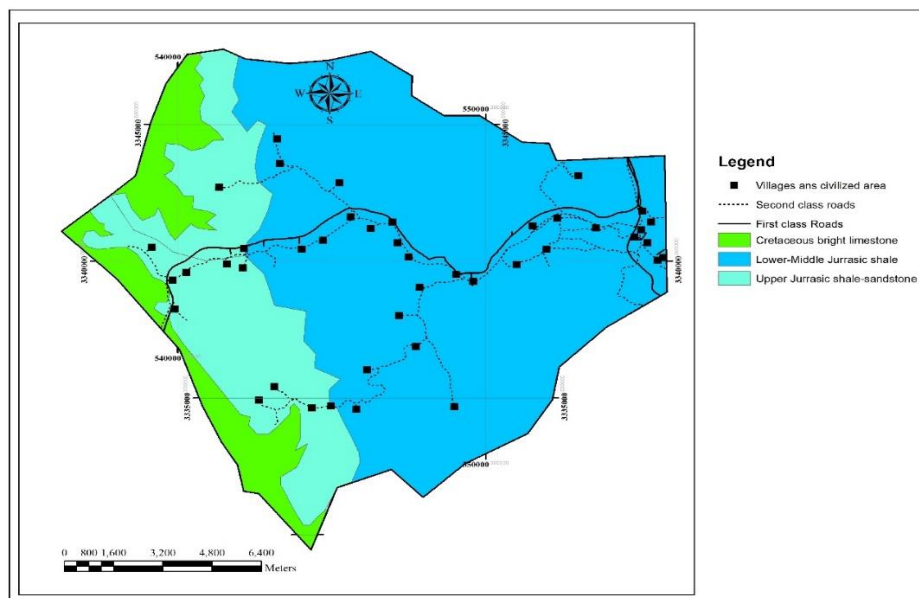 540000
N
W E
S
3345000
550000
3345000
3340000
3340000
540000
3335000
3335000
550000
0 800 1,600 3,200 4,800 6,400
Meters
Legend
Villages ans civilized area
Second class roads
First class Roads
Cretaceous bright limestone
Lower-Middle Jurrasic shale
Upper Jurrasic shale-sandstone